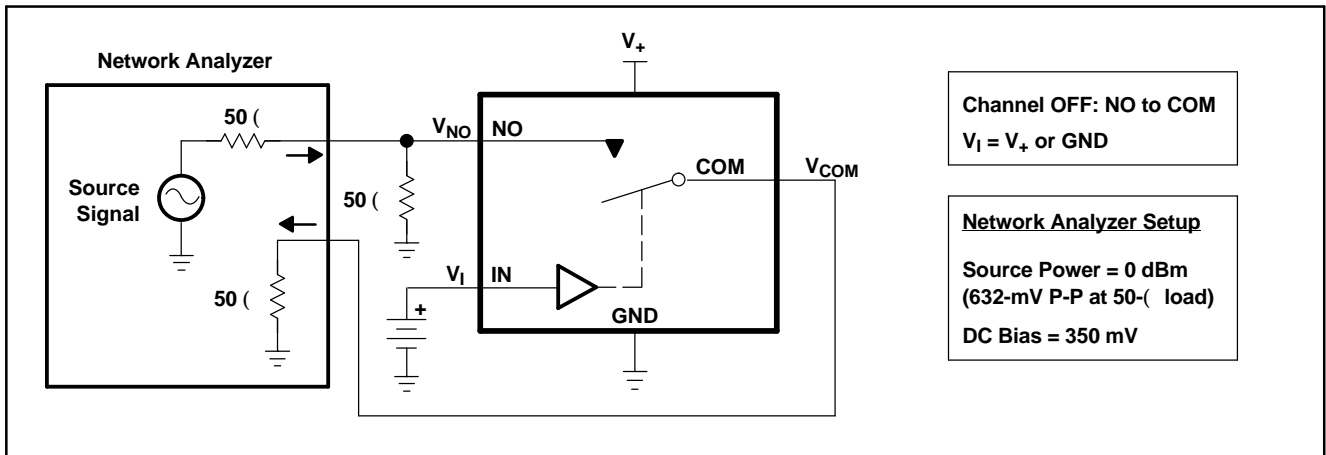 Network Analyzer
50 (
Source
Signal
50 (
50 (
V+
VNO NO
COM
VCOM
VI IN
+
GND
Channel OFF: NO to COM
VI = V+ or GND
Network Analyzer Setup
Source Power = 0 dBm
(632-mV P-P at 50-( load)
DC Bias = 350 mV